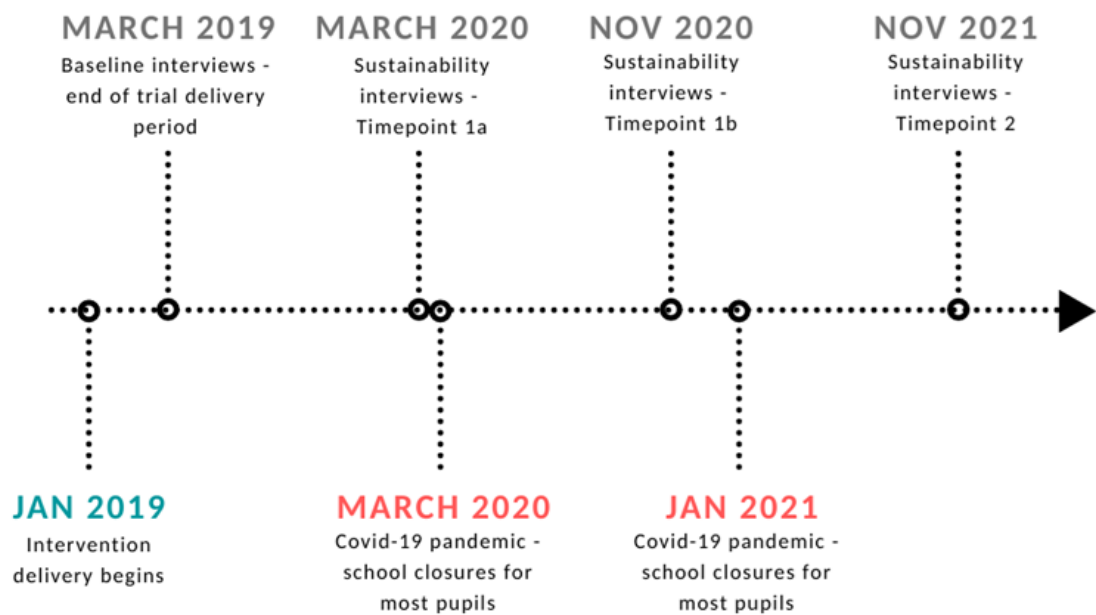 MARCH 2019
Baseline interviews -
end of trial delivery
period
MARCH 2020
Sustainability
interviews -
Timepoint 1a
NOV 2020
Sustainability
interviews -
Timepoint 1b
NOV 2021
Sustainability
interviews -
Timepoint 2
JAN 2019
Intervention
delivery begins
MARCH 2020
Covid-19 pandemic -
school closures for
most pupils
JAN 2021
Covid-19 pandemic -
school closures for
most pupils